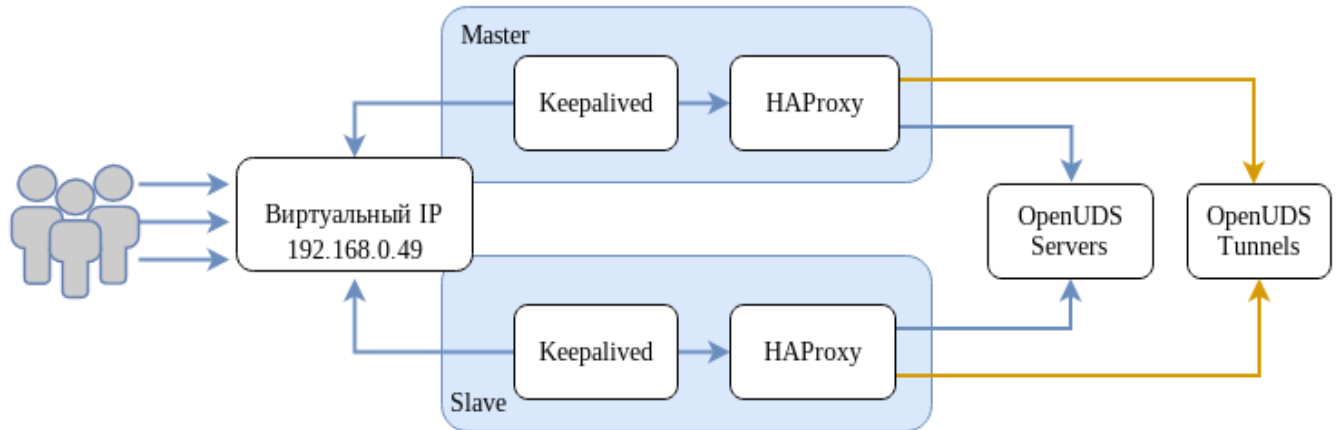 Master
Keepalived
HAProxy
Виртуальный IP
192.168.0.49
OpenUDS
Servers
OpenUDS
Tunnels
Keepalived
HAProxy
Slave